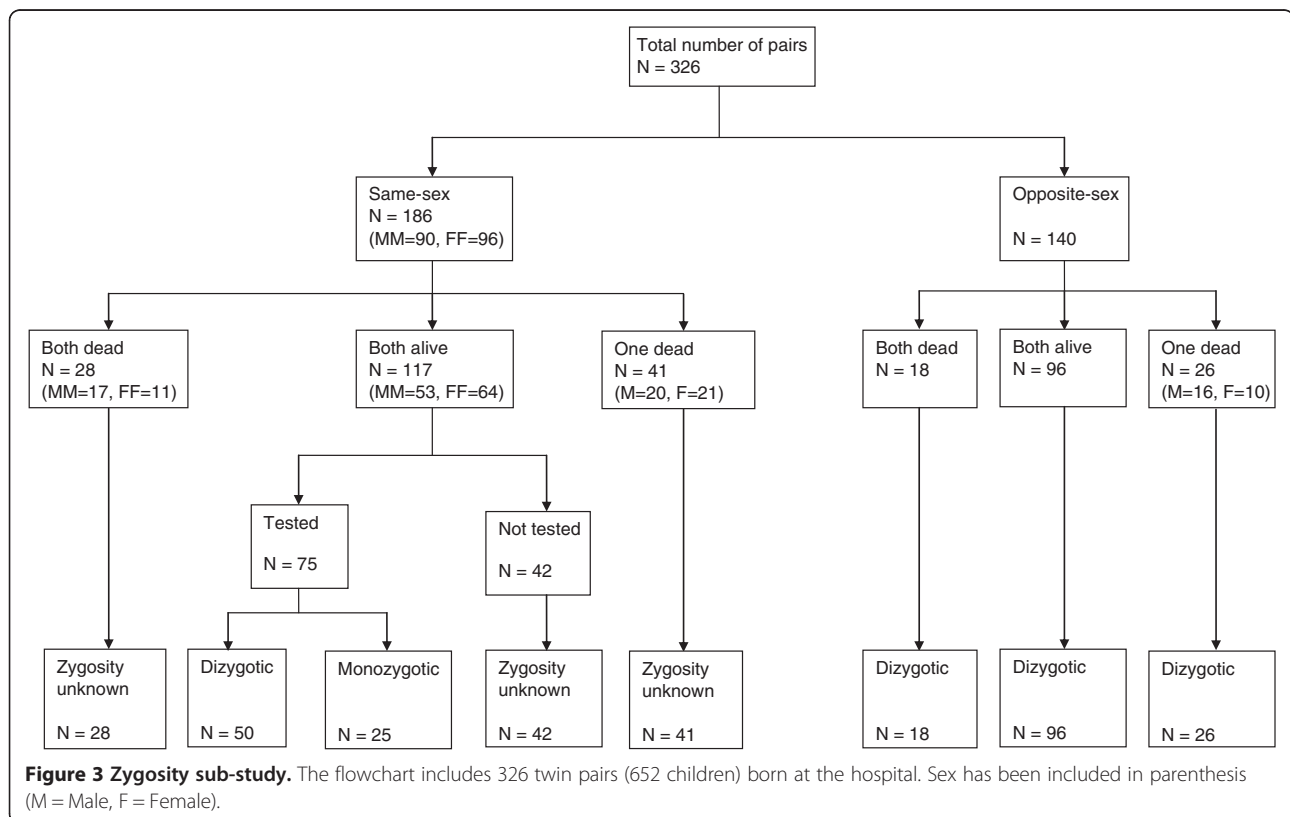 Total number of pairs
N = 326
Same-sex
N = 186
(MM=90, FF=96)
Opposite-sex
N = 140
Both dead
N = 28
(MM=17, FF=11)
Both alive
N = 117
(MM=53, FF=64)
One dead
N = 41
(M=20, F=21)
Both dead
N = 18
Both alive
N = 96
One dead
N = 26
(M=16, F=10)
Tested
N = 75
Not tested
N = 42
Zygosity
unknown
N = 28
Dizygotic
N = 50
Monozygotic
N = 25
Zygosity
unknown
N = 42
Zygosity
unknown
N = 41
Dizygotic
N = 18
Dizygotic
N = 96
Dizygotic
N = 26
Figure 3 Zygosity sub-study. The flowchart includes 326 twin pairs (652 children) born at the hospital. Sex has been included in parenthesis
(M = Male, F = Female).